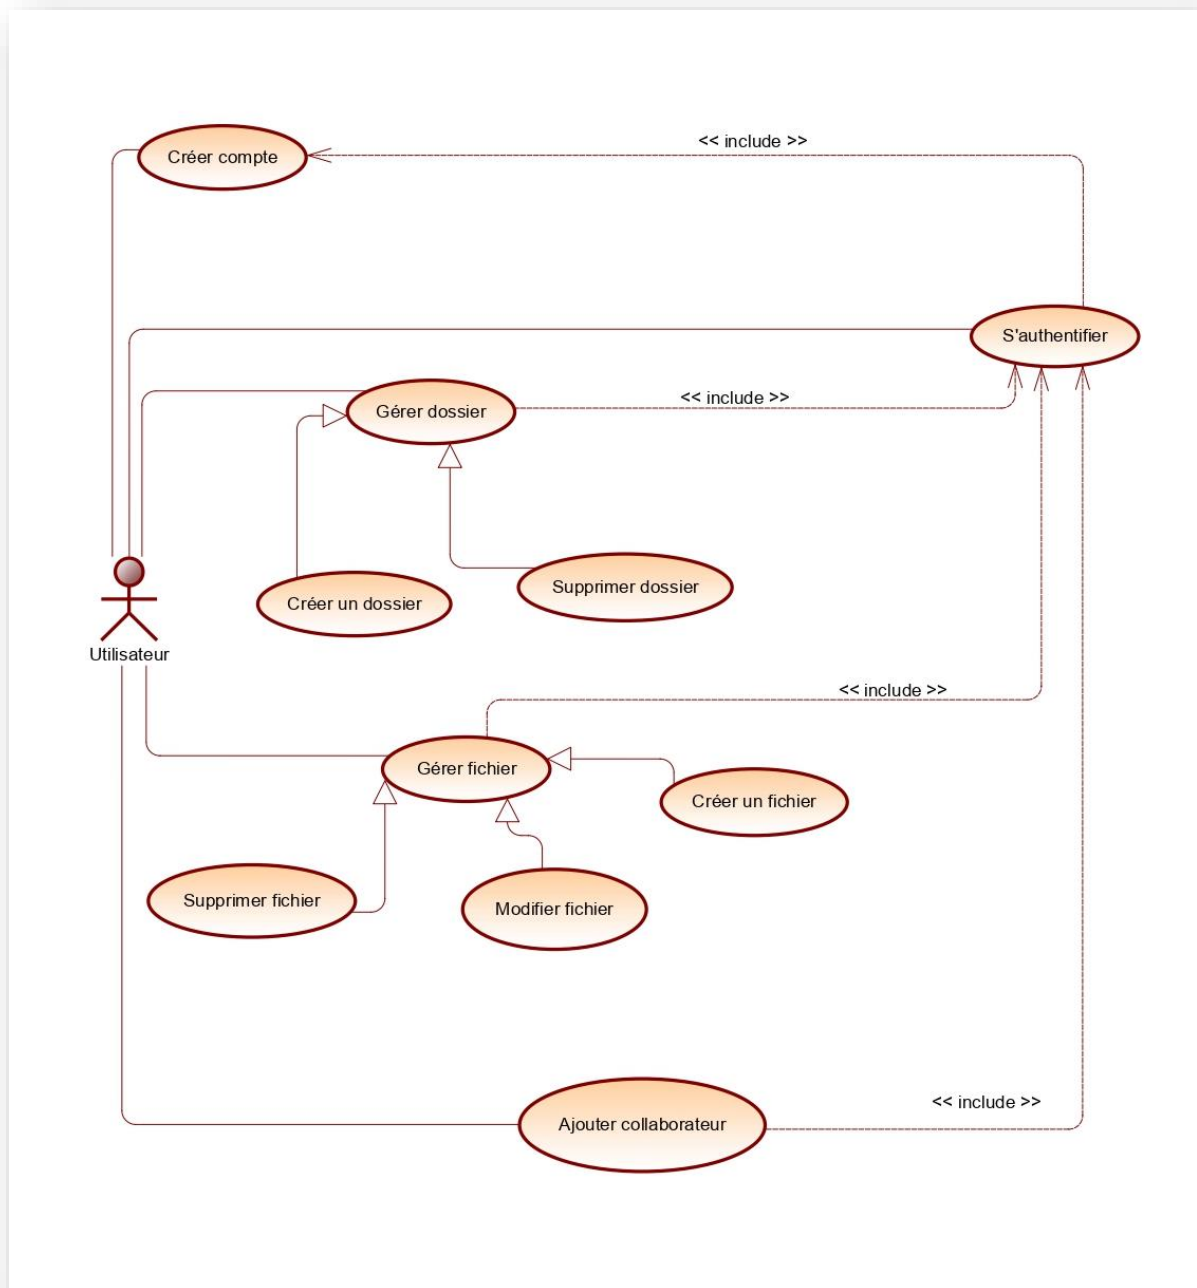 << include >>
Créer compte
S'authentifier
<< include >>
Gérer dossier
Supprimer dossier
Créer un dossier
Utilisateur
<< include >>
Gérer fichier
Créer un fichier
Supprimer fichier
Modifier fichier
<< include >>
Ajouter collaborateur